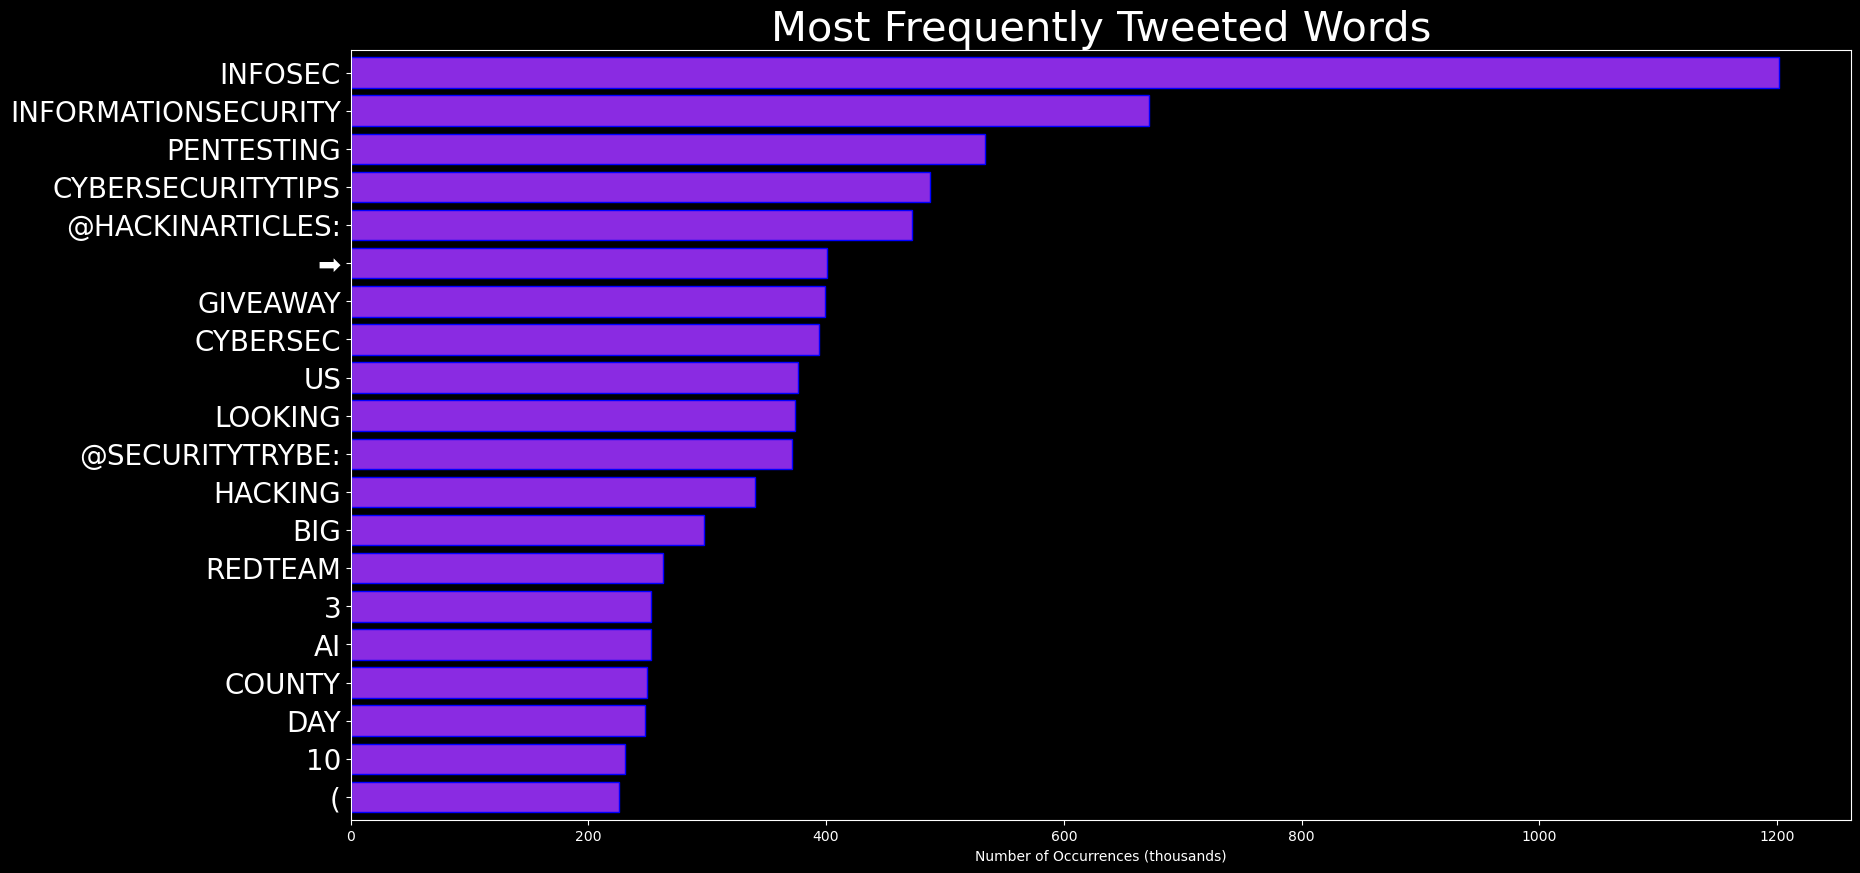 Most Frequently Tweeted Words
INFOSEC
INFORMATIONSECURITY
PENTESTING
CYBERSECURITYTIPS
@HACKINARTICLES:
➡
GIVEAWAY
CYBERSEC
US
LOOKING
@SECURITYTRYBE:
HACKING
BIG
REDTEAM
3
AI
COUNTY
DAY
10
(
0 200 400 600 800 1000 1200
Number of Occurrences (thousands)